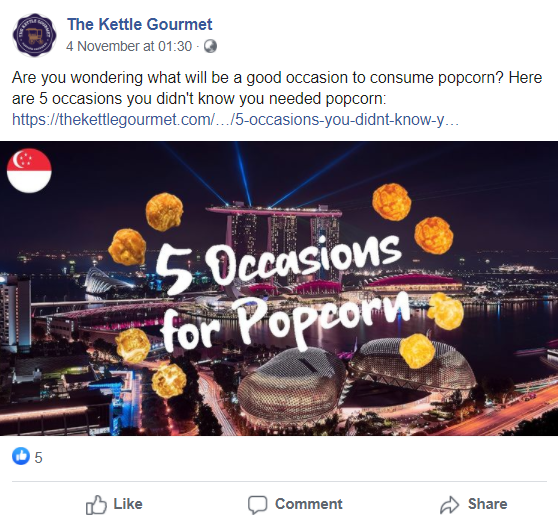 The Kettle Gourmet
4 November at 01:30 ·
Are you wondering what will be a good occasion to consume popcorn? Here
are 5 occasions you didn't know you needed popcorn:
https://thekettlegourmet.com/…/5-occasions-you-didnt-know-y…
5 Occasions
for Popcorn
5
Like
Comment
Share